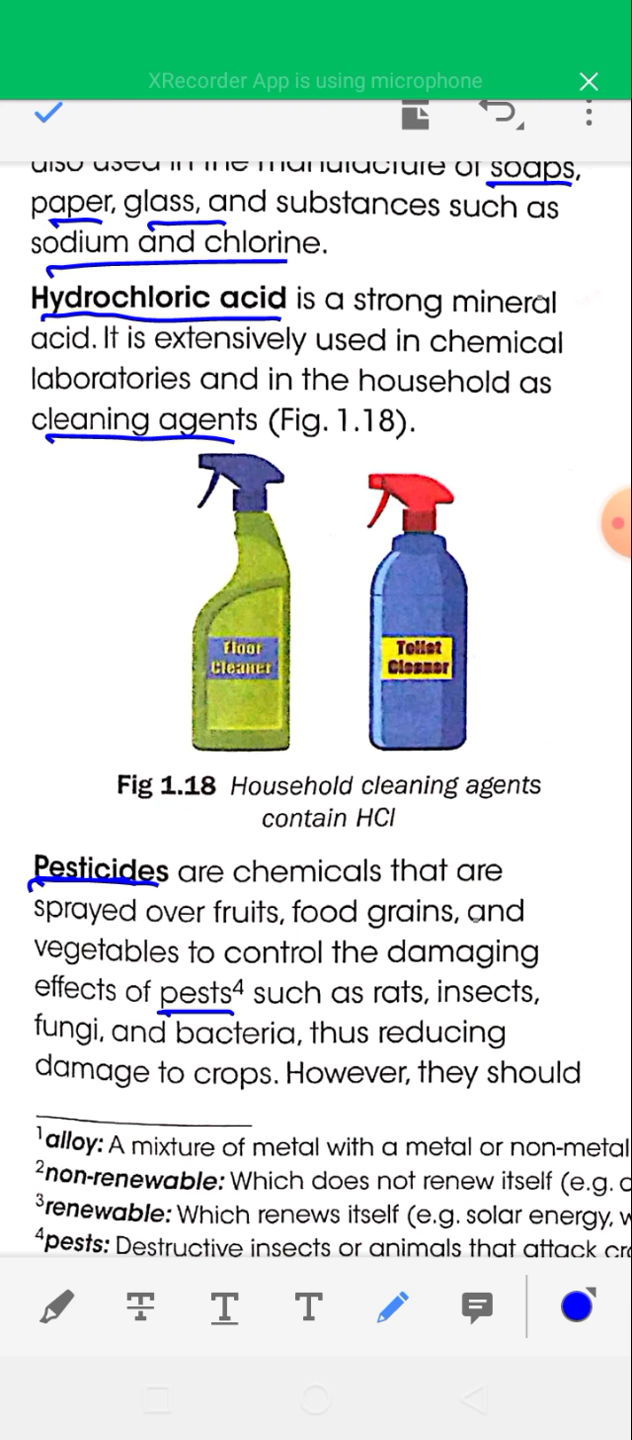 XRecorder App is using microphone
also used in the manufacture of soaps,
paper, glass, and substances such as
sodium and chlorine.
Hydrochloric acid is a strong mineral
acid. It is extensively used in chemical
laboratories and in the household as
cleaning agents (Fig. 1.18).
Floor
Cleaner
Toilet
Cleaner
Fig 1.18 Household cleaning agents
contain HCl
Pesticides are chemicals that are
sprayed over fruits, food grains, and
vegetables to control the damaging
effects of pests⁴ such as rats, insects,
fungi, and bacteria, thus reducing
damage to crops. However, they should
¹alloy: A mixture of metal with a metal or non-metal
²non-renewable: Which does not renew itself (e.g.
³renewable: Which renews itself (e.g. solar energy,
⁴pests: Destructive insects or animals that attack
T T T